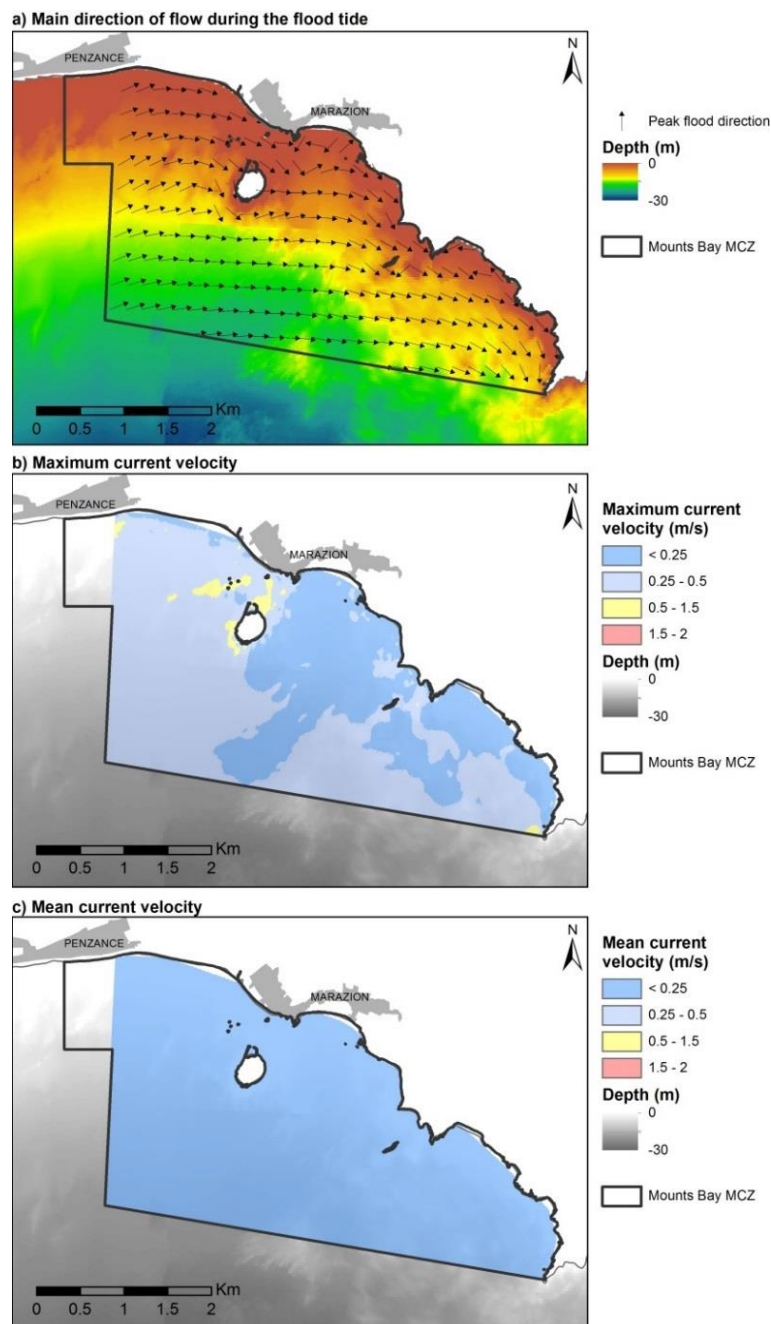 a) Main direction of flow during the flood tide
PENZANCE
MARAZION
N
Peak flood direction
Depth (m)
0
-30
Mounts Bay MCZ
Km
0 0.5 1 1.5 2
b) Maximum current velocity
PENZANCE
MARAZION
N
Maximum current
velocity (m/s)
< 0.25
0.25 - 0.5
0.5 - 1.5
1.5 - 2
Depth (m)
0
-30
Mounts Bay MCZ
Km
0 0.5 1 1.5 2
c) Mean current velocity
PENZANCE
MARAZION
N
Mean current
velocity (m/s)
< 0.25
0.25 - 0.5
0.5 - 1.5
1.5 - 2
Depth (m)
0
-30
Mounts Bay MCZ
Km
0 0.5 1 1.5 2